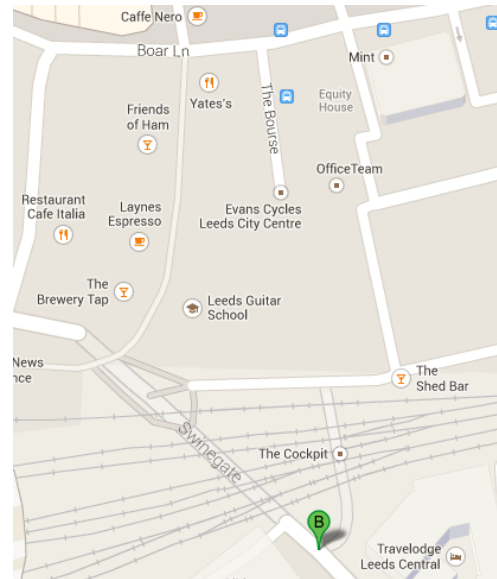 Caffe Nero
Boar Ln
Mint
Yates's
The Bourse
Equity
House
Friends
of Ham
OfficeTeam
Restaurant
Cafe Italia
Laynes
Espresso
Evans Cycles
Leeds City Centre
The
Brewery Tap
Leeds Guitar
School
News
nce
The
Shed Bar
Swinegate
The Cockpit
B
Travelodge
Leeds Central